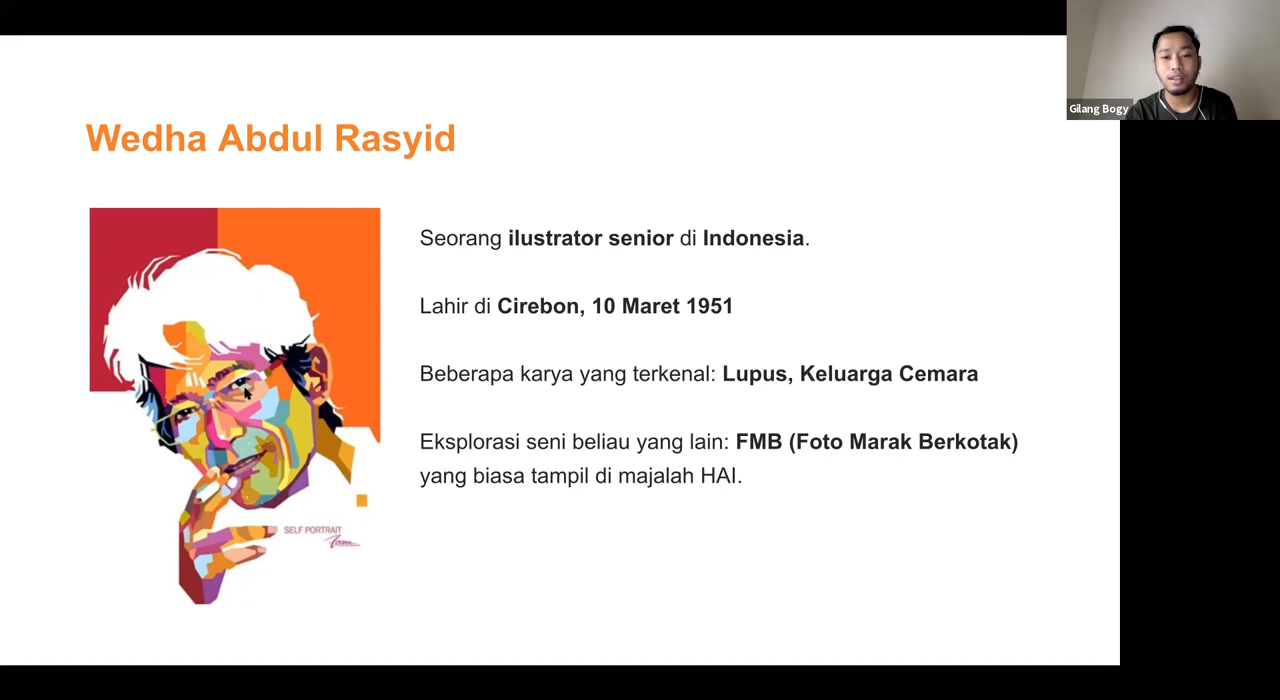 Gilang Bogy
Wedha Abdul Rasyid
Seorang ilustrator senior di Indonesia.
Lahir di Cirebon, 10 Maret 1951
Beberapa karya yang terkenal: Lupus, Keluarga Cemara
Eksplorasi seni beliau yang lain: FMB (Foto Marak Berkotak)
yang biasa tampil di majalah HAI.
SELF PORTRAIT